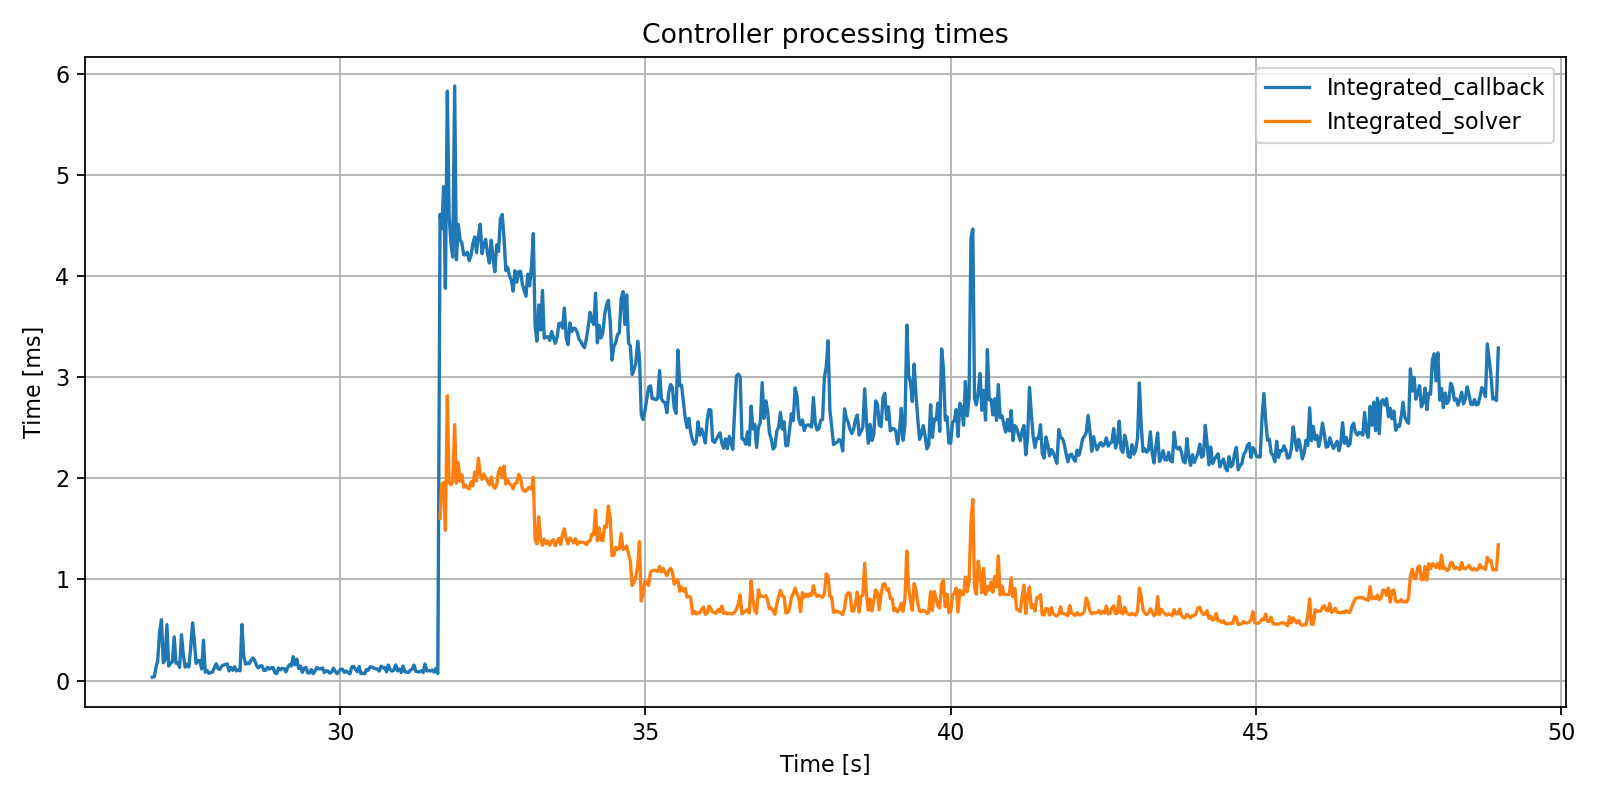 Controller processing times
Integrated_callback
Integrated_solver
Time [ms]
6
5
4
3
2
1
0
30 35 40 45 50
Time [s]